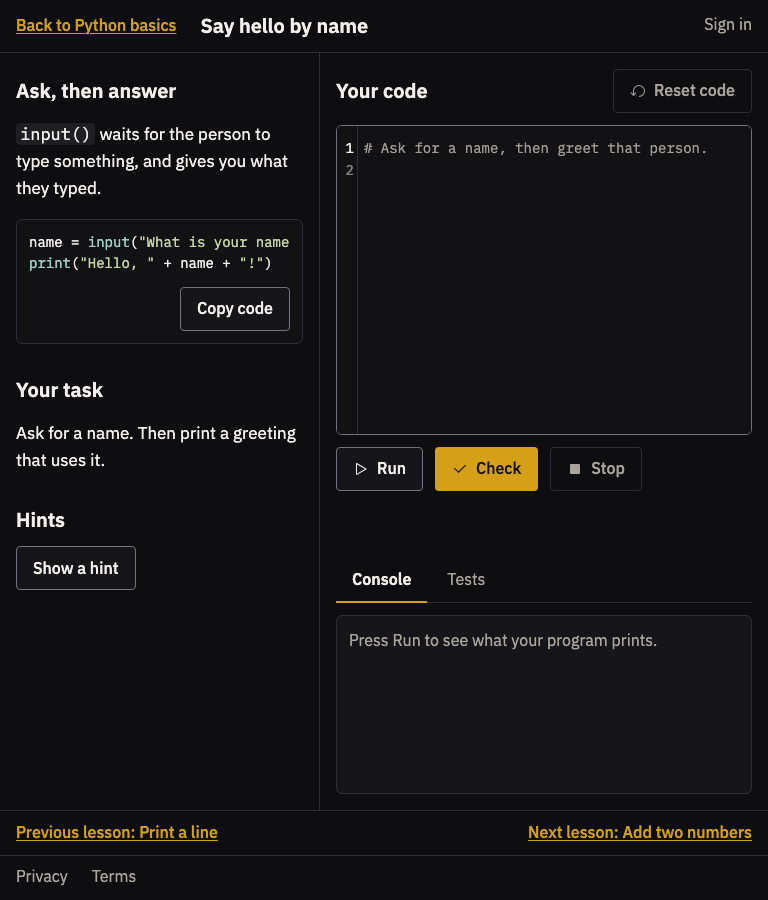 Back to Python basics
Say hello by name
Sign in
Ask, then answer
input() waits for the person to
type something, and gives you what
they typed.
name = input("What is your name
print("Hello, " + name + "!")
Copy code
Your task
Ask for a name. Then print a greeting
that uses it.
Hints
Show a hint
Your code
Reset code
1 # Ask for a name, then greet that person.
2
Run
Check
Stop
Console
Tests
Press Run to see what your program prints.
Previous lesson: Print a line
Next lesson: Add two numbers
Privacy
Terms